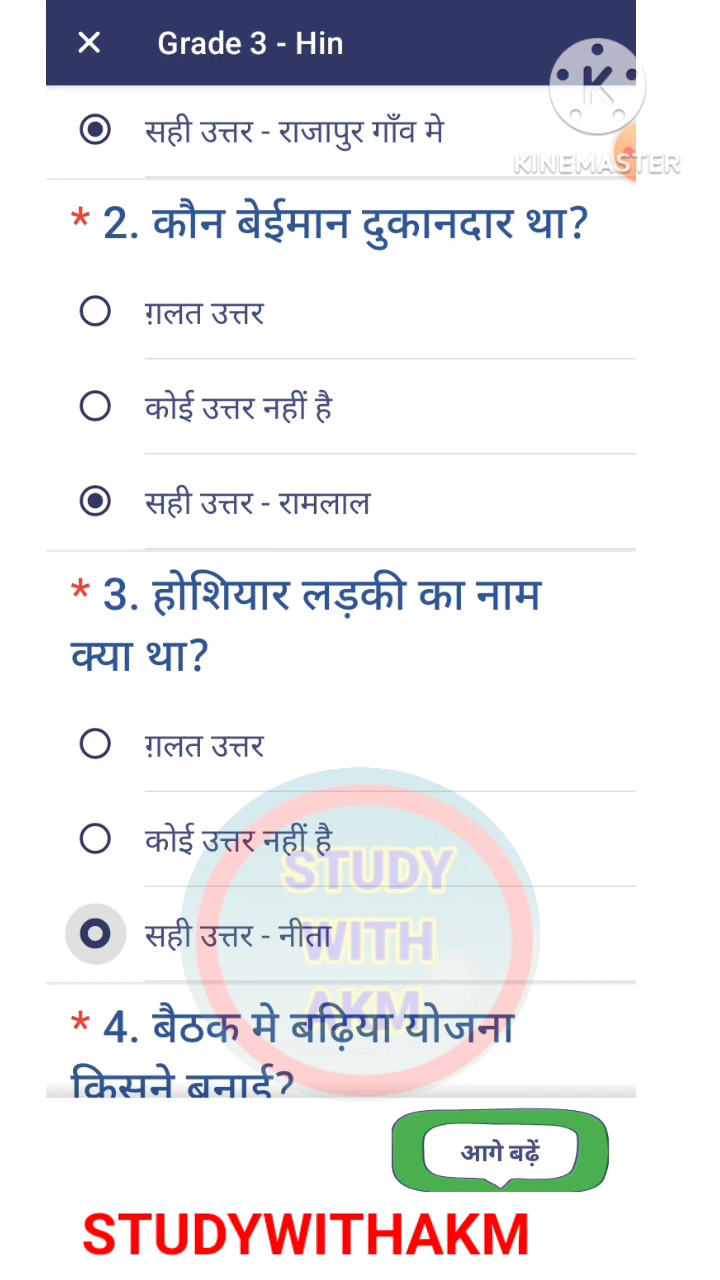 Grade 3 - Hin
KINEMASTER
सही उत्तर - राजापुर गाँव मे
* 2. कौन बेईमान दुकानदार था?
ग़लत उत्तर
कोई उत्तर नहीं है
सही उत्तर - रामलाल
* 3. होशियार लड़की का नाम
क्या था?
ग़लत उत्तर
कोई उत्तर नहीं है
STUDY
सही उत्तर - नीता
WITH
AKM
* 4. बैठक मे बढ़िया योजना
किसने बनाई?
आगे बढ़ें
STUDYWITHAKM